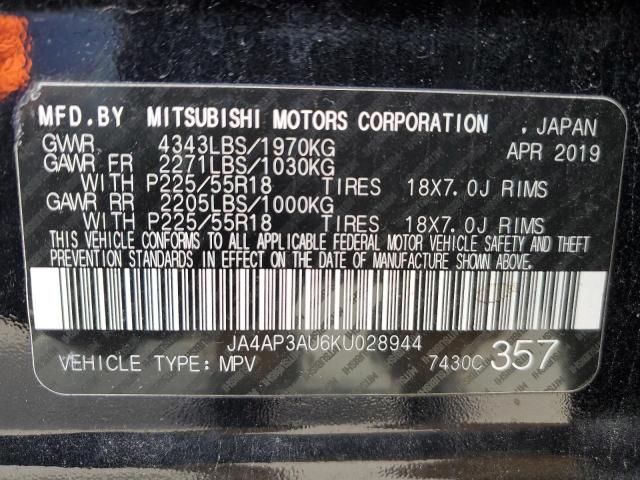 MFD.BY MITSUBISHI MOTORS CORPORATION , JAPAN
GVWR 4343LBS/1970KG APR 2019
GAWR FR 2271LBS/1030KG
WITH P225/55R18 TIRES 18X7.0J RIMS
GAWR RR 2205LBS/1000KG
WITH P225/55R18 TIRES 18X7.0J RIMS
THIS VEHICLE CONFORMS TO ALL APPLICABLE FEDERAL MOTOR VEHICLE SAFETY AND THEFT
PREVENTION STANDARDS IN EFFECT ON THE DATE OF MANUFACTURE SHOWN ABOVE.
JA4AP3AU6KU028944
VEHICLE TYPE: MPV 7430C 357